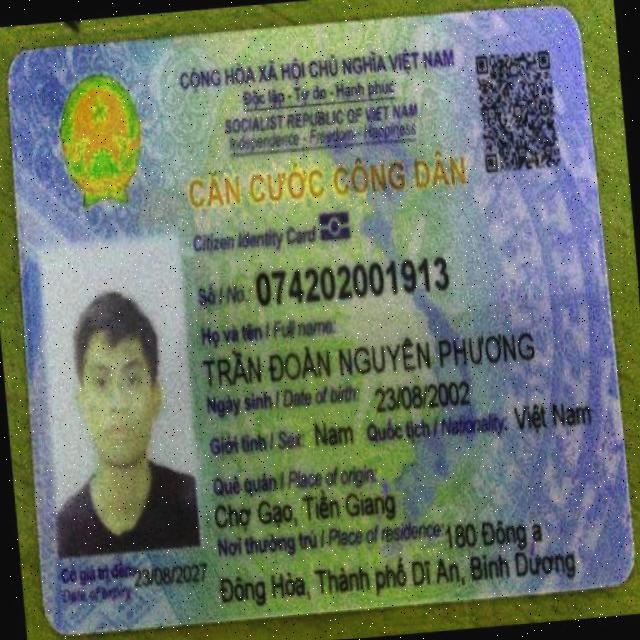 CỘNG HÒA XÃ HỘI CHỦ NGHĨA VIỆT NAM
Độc lập - Tự do - Hạnh phúc
SOCIALIST REPUBLIC OF VIET NAM
Independence - Freedom - Happiness
CĂN CƯỚC CÔNG DÂN
Citizen Identity Card
Số / No.: 074202001913
Họ và tên / Full name:
TRẦN ĐOÀN NGUYÊN PHƯƠNG
Ngày sinh / Date of birth: 23/08/2002
Giới tính / Sex: Nam Quốc tịch / Nationality: Việt Nam
Quê quán / Place of origin:
Chợ Gạo, Tiền Giang
Nơi thường trú / Place of residence: 180 Đông a
Đông Hòa, Thành phố Dĩ An, Bình Dương
Có giá trị đến: 23/08/2027
Date of expiry